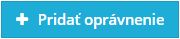 + Pridať oprávnenie